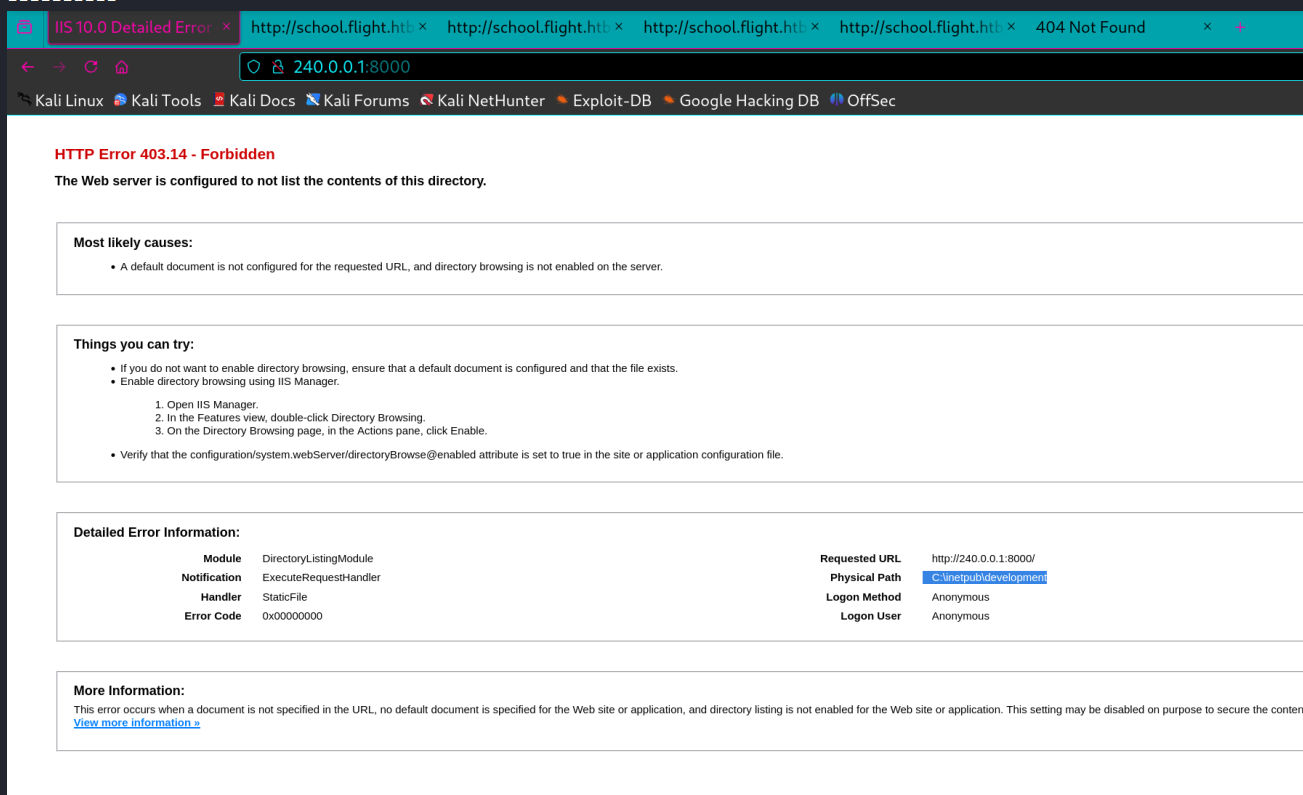 IIS 10.0 Detailed Error × http://school.flight.htb × http://school.flight.htb × http://school.flight.htb × http://school.flight.htb × 404 Not Found × +
240.0.0.1:8000
Kali Linux Kali Tools Kali Docs Kali Forums Kali NetHunter Exploit-DB Google Hacking DB OffSec
HTTP Error 403.14 - Forbidden
The Web server is configured to not list the contents of this directory.
Most likely causes:
• A default document is not configured for the requested URL, and directory browsing is not enabled on the server.
Things you can try:
• If you do not want to enable directory browsing, ensure that a default document is configured and that the file exists.
• Enable directory browsing using IIS Manager.
1. Open IIS Manager.
2. In the Features view, double-click Directory Browsing.
3. On the Directory Browsing page, in the Actions pane, click Enable.
• Verify that the configuration/system.webServer/directoryBrowse@enabled attribute is set to true in the site or application configuration file.
Detailed Error Information:
Module DirectoryListingModule Requested URL http://240.0.0.1:8000/
Notification ExecuteRequestHandler Physical Path C:\inetpub\development
Handler StaticFile Logon Method Anonymous
Error Code 0x00000000 Logon User Anonymous
More Information:
This error occurs when a document is not specified in the URL, no default document is specified for the Web site or application, and directory listing is not enabled for the Web site or application. This setting may be disabled on purpose to secure the conten
View more information »